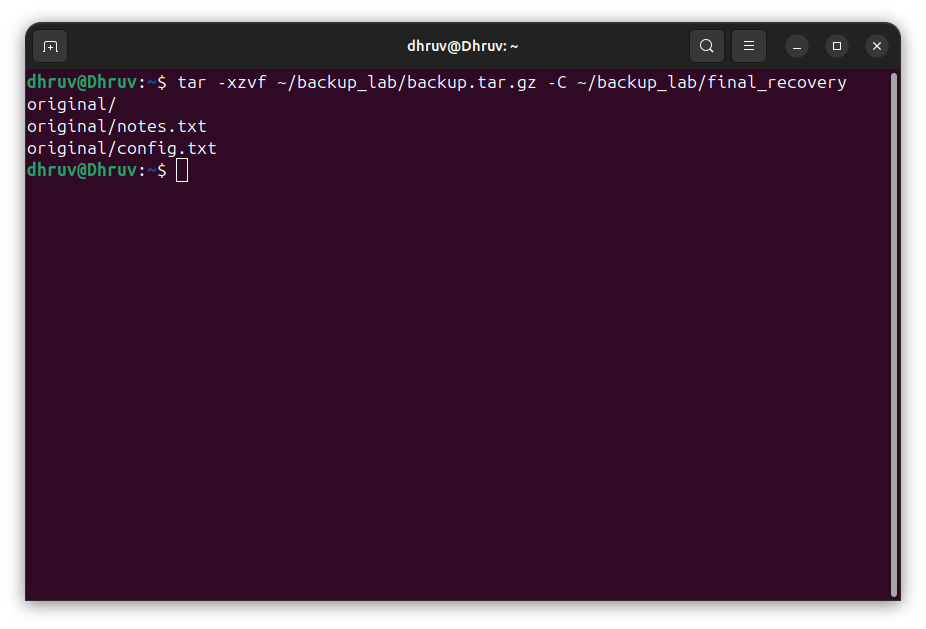 dhruv@Dhruv: ~
dhruv@Dhruv:~$ tar -xzvf ~/backup_lab/backup.tar.gz -C ~/backup_lab/final_recovery
original/
original/notes.txt
original/config.txt
dhruv@Dhruv:~$